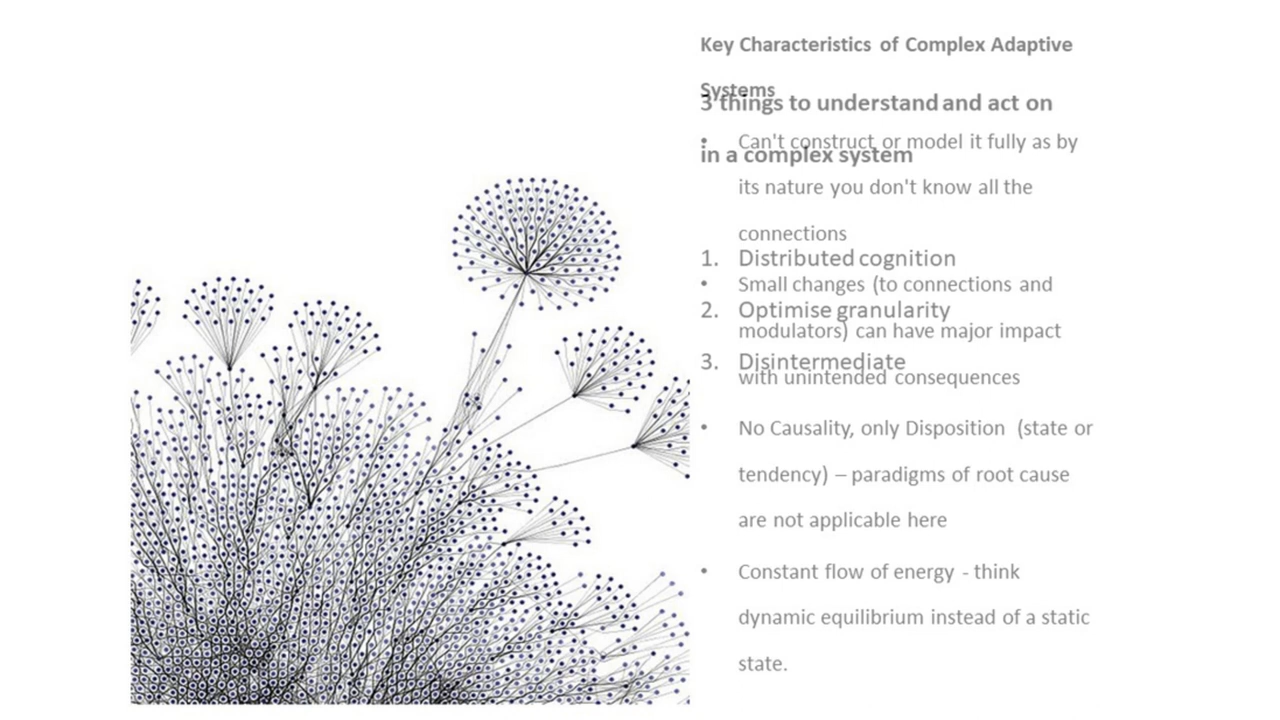 Key Characteristics of Complex Adaptive
Systems
• Can't construct or model it fully as by
its nature you don't know all the
connections
• Small changes (to connections and
modulators) can have major impact
with unintended consequences
• No Causality, only Disposition (state or
tendency) – paradigms of root cause
are not applicable here
• Constant flow of energy - think
dynamic equilibrium instead of a static
state.
3 things to understand and act on
in a complex system
1. Distributed cognition
2. Optimise granularity
3. Disintermediate